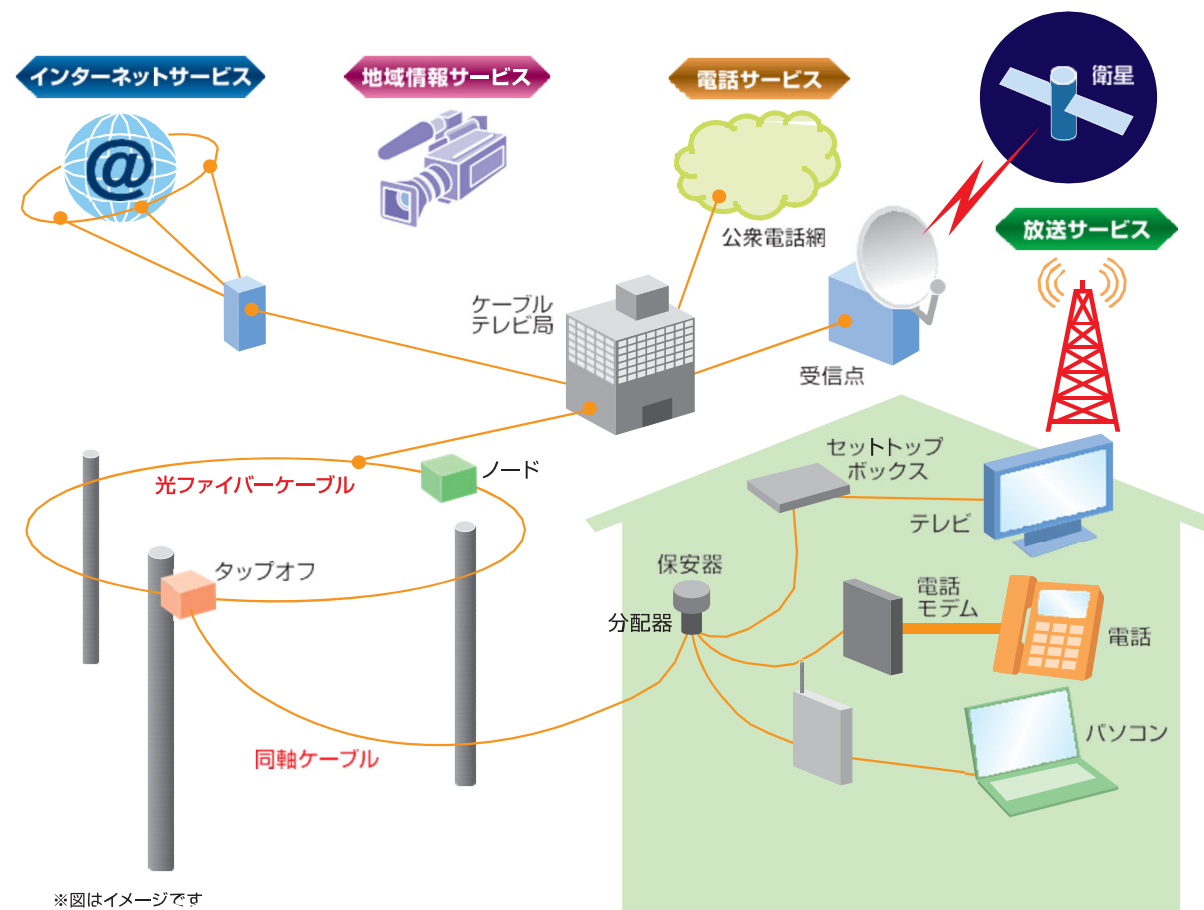 インターネットサービス
地域情報サービス
電話サービス
衛星
@
公衆電話網
放送サービス
ケーブル
テレビ局
受信点
セットトップ
ボックス
ノード
光ファイバーケーブル
テレビ
タップオフ
保安器
分配器
電話
モデム
電話
パソコン
同軸ケーブル
※図はイメージです